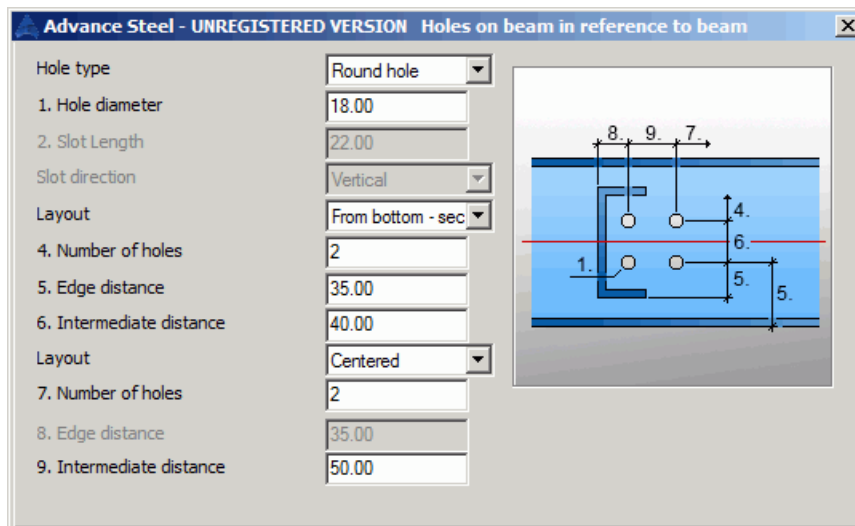 Advance Steel - UNREGISTERED VERSION Holes on beam in reference to beam
Hole type Round hole
1. Hole diameter 18.00
2. Slot Length 22.00
Slot direction Vertical
Layout From bottom - sec
4. Number of holes 2
5. Edge distance 35.00
6. Intermediate distance 40.00
Layout Centered
7. Number of holes 2
8. Edge distance 35.00
9. Intermediate distance 50.00
8. 9. 7.
4.
6.
1.
5.
5.